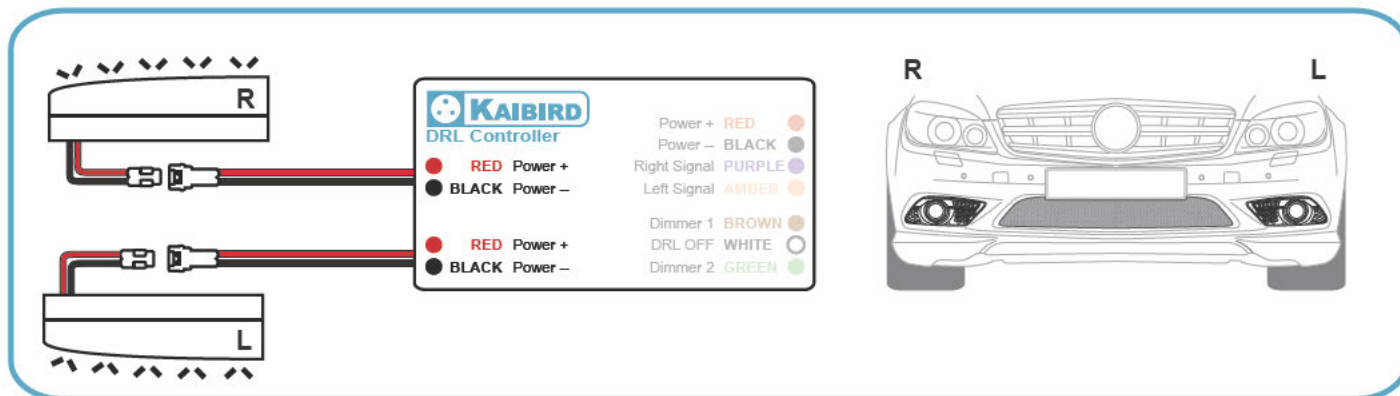 R
KAIBIRD
DRL Controller
RED Power +
BLACK Power –
RED Power +
BLACK Power –
Power + RED
Power – BLACK
Right Signal PURPLE
Left Signal AMBER
Dimmer 1 BROWN
DRL OFF WHITE
Dimmer 2 GREEN
L
R L